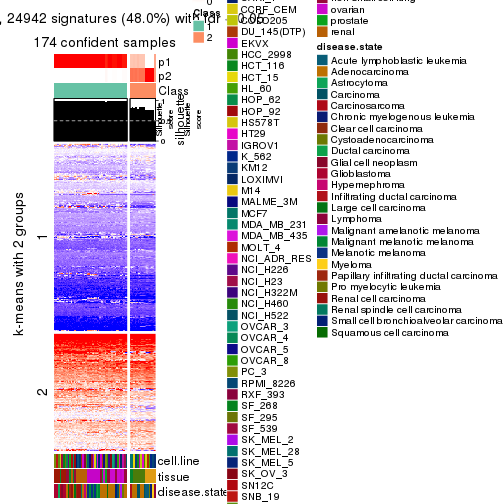 , 24942 signatures (48.0%) with fdr < 0.05
174 confident samples
p1
p2
Class
1
0.5
0
silhouette
score
k-means with 2 groups
1
2
cell.line
tissue
disease.state
0
Class
1
2
CCRF_CEM
COLO205
DU_145(DTP)
EKVX
HCC_2998
HCT_116
HCT_15
HL_60
HOP_62
HOP_92
HS578T
HT29
IGROV1
K_562
KM12
LOXIMVI
M14
MALME_3M
MCF7
MDA_MB_231
MDA_MB_435
MOLT_4
NCI_ADR_RES
NCI_H226
NCI_H23
NCI_H322M
NCI_H460
NCI_H522
OVCAR_3
OVCAR_4
OVCAR_5
OVCAR_8
PC_3
RPMI_8226
RXF_393
SF_268
SF_295
SF_539
SK_MEL_2
SK_MEL_28
SK_MEL_5
SK_OV_3
SN12C
SNB_19
ovarian
prostate
renal
disease.state
Acute lymphoblastic leukemia
Adenocarcinoma
Astrocytoma
Carcinoma
Carcinosarcoma
Chronic myelogenous leukemia
Clear cell carcinoma
Cystoadenocarcinoma
Ductal carcinoma
Glial cell neoplasm
Glioblastoma
Hypernephroma
Infiltrating ductal carcinoma
Large cell carcinoma
Lymphoma
Malignant amelanotic melanoma
Malignant melanotic melanoma
Melanotic melanoma
Myeloma
Papillary infiltrating ductal carcinoma
Pro myelocytic leukemia
Renal cell carcinoma
Renal spindle cell carcinoma
Small cell bronchioalveolar carcinoma
Squamous cell carcinoma